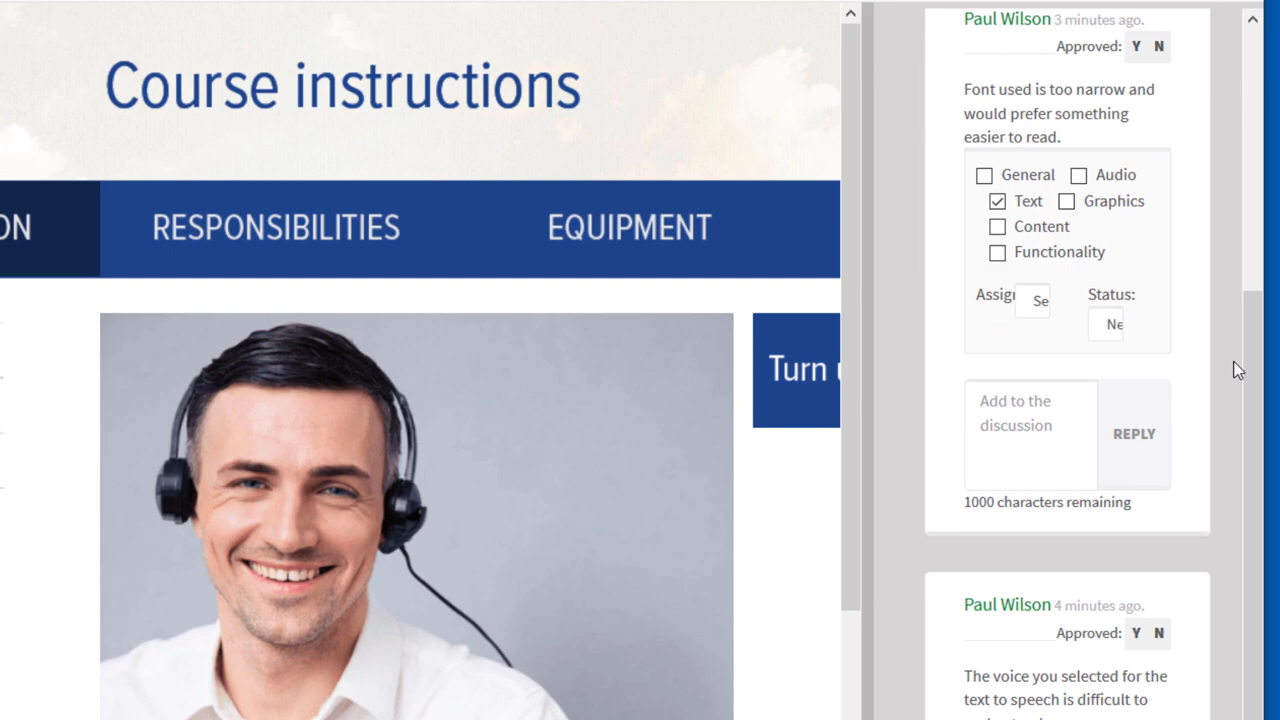 Course instructions
ON
RESPONSIBILITIES
EQUIPMENT
Turn
Paul Wilson 3 minutes ago.
Approved: Y N
Font used is too narrow and
would prefer something
easier to read.
General Audio
Text Graphics
Content
Functionality
Assign Se
Status:
Ne
Add to the
discussion
REPLY
1000 characters remaining
Paul Wilson 4 minutes ago.
Approved: Y N
The voice you selected for the
text to speech is difficult to